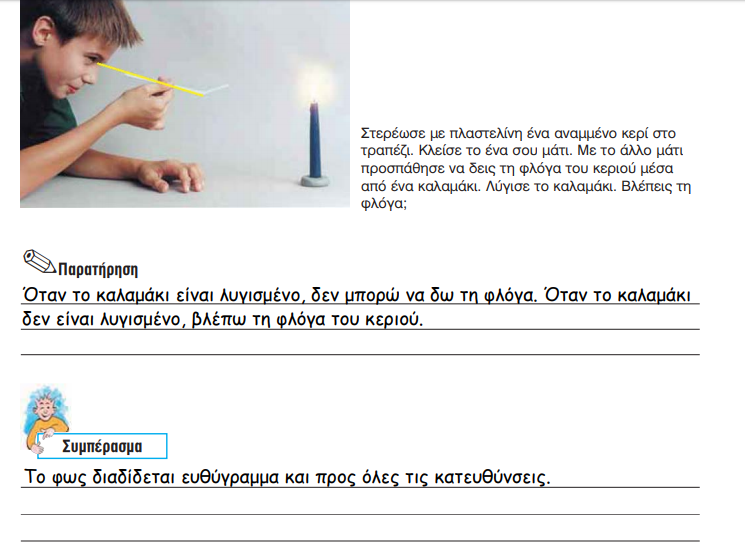 Στερέωσε με πλαστελίνη ένα αναμμένο κερί στο
τραπέζι. Κλείσε το ένα σου μάτι. Με το άλλο μάτι
προσπάθησε να δεις τη φλόγα του κεριού μέσα
από ένα καλαμάκι. Λύγισε το καλαμάκι. Βλέπεις τη
φλόγα;
Παρατήρηση
Όταν το καλαμάκι είναι λυγισμένο, δεν μπορώ να δω τη φλόγα. Όταν το καλαμάκι
δεν είναι λυγισμένο, βλέπω τη φλόγα του κεριού.
Συμπέρασμα
Το φως διαδίδεται ευθύγραμμα και προς όλες τις κατευθύνσεις.